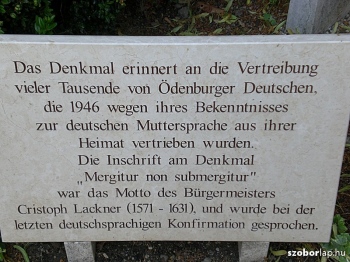 Das Denkmal erinnert an die Vertreibung
vieler Tausende von Ödenburger Deutschen,
die 1946 wegen ihres Bekenntnisses
zur deutschen Muttersprache aus ihrer
Heimat vertrieben wurden.
Die Inschrift am Denkmal
„Mergitur non submergitur"
war das Motto des Bürgermeisters
Cristoph Lackner (1571 - 1631), und wurde bei der
letzten deutschsprachigen Konfirmation gesprochen.
szoborlap.hu